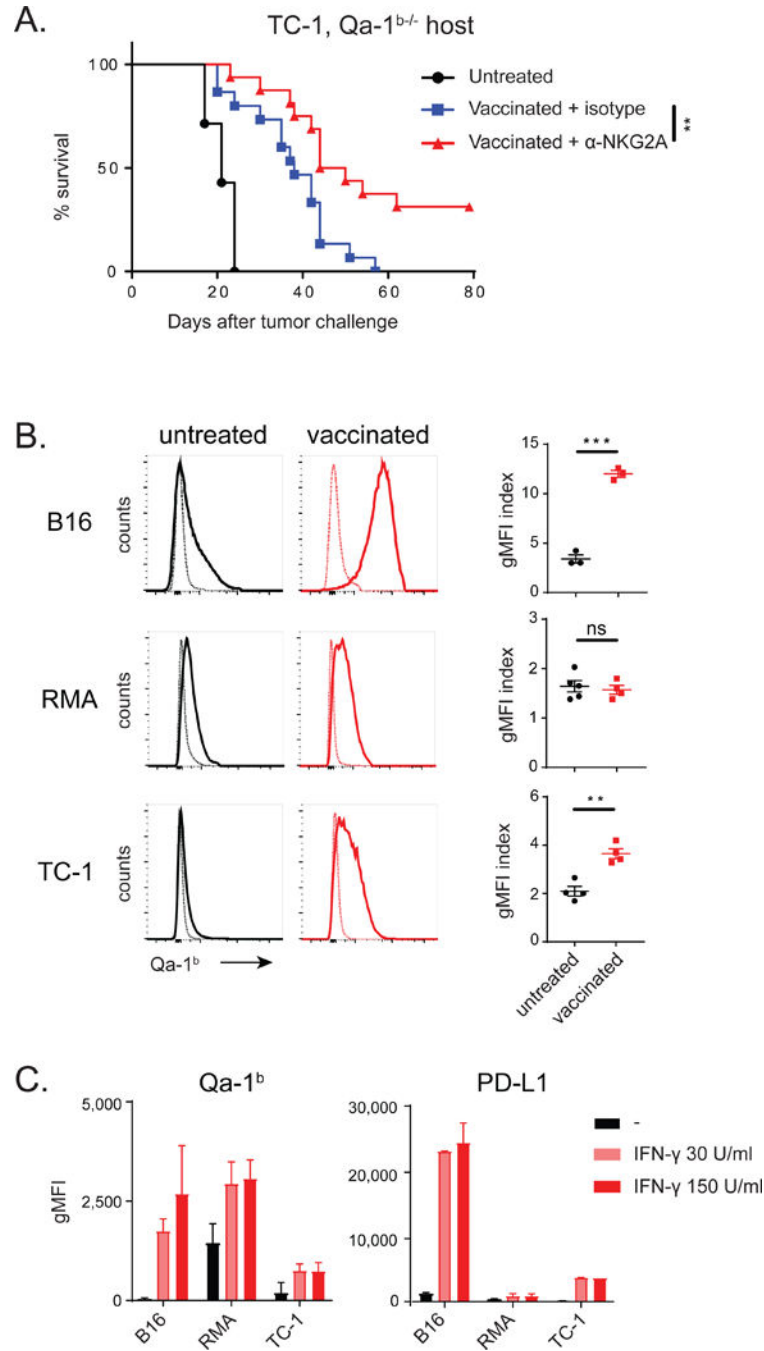 A.
TC-1, Qa-1ᵇ⁻/⁻ host
100
50
0
% survival
0 20 40 60 80
Days after tumor challenge
Untreated
Vaccinated + isotype
Vaccinated + α-NKG2A
**
B.
untreated vaccinated
B16
counts
15
10
5
0
gMFI index
***
RMA
counts
3
2
1
0
gMFI index
ns
TC-1
counts
6
4
2
0
gMFI index
**
Qa-1ᵇ
untreated
vaccinated
C.
Qa-1ᵇ
5,000
2,500
0
gMFI
B16
RMA
TC-1
PD-L1
30,000
20,000
10,000
0
B16
RMA
TC-1
-
IFN-γ 30 U/ml
IFN-γ 150 U/ml